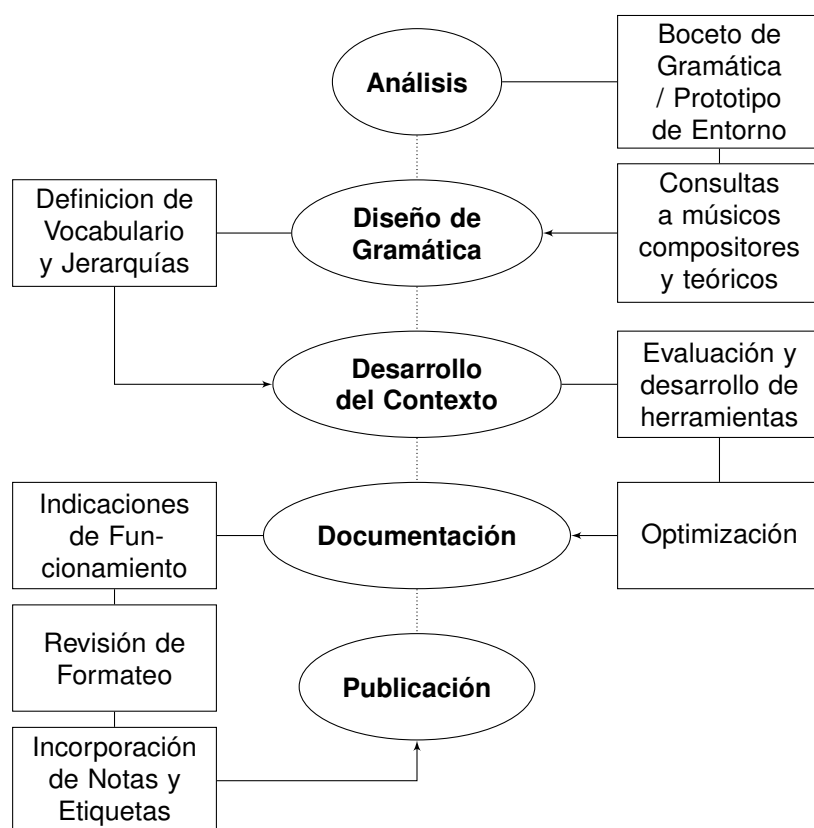 Análisis
Boceto de
Gramática
/ Prototipo
de Entorno
Definicion de
Vocabulario
y Jerarquías
Diseño de
Gramática
Consultas
a músicos
compositores
y teóricos
Desarrollo
del Contexto
Evaluación y
desarrollo de
herramientas
Indicaciones
de Fun-
cionamiento
Documentación
Optimización
Revisión de
Formateo
Publicación
Incorporación
de Notas y
Etiquetas